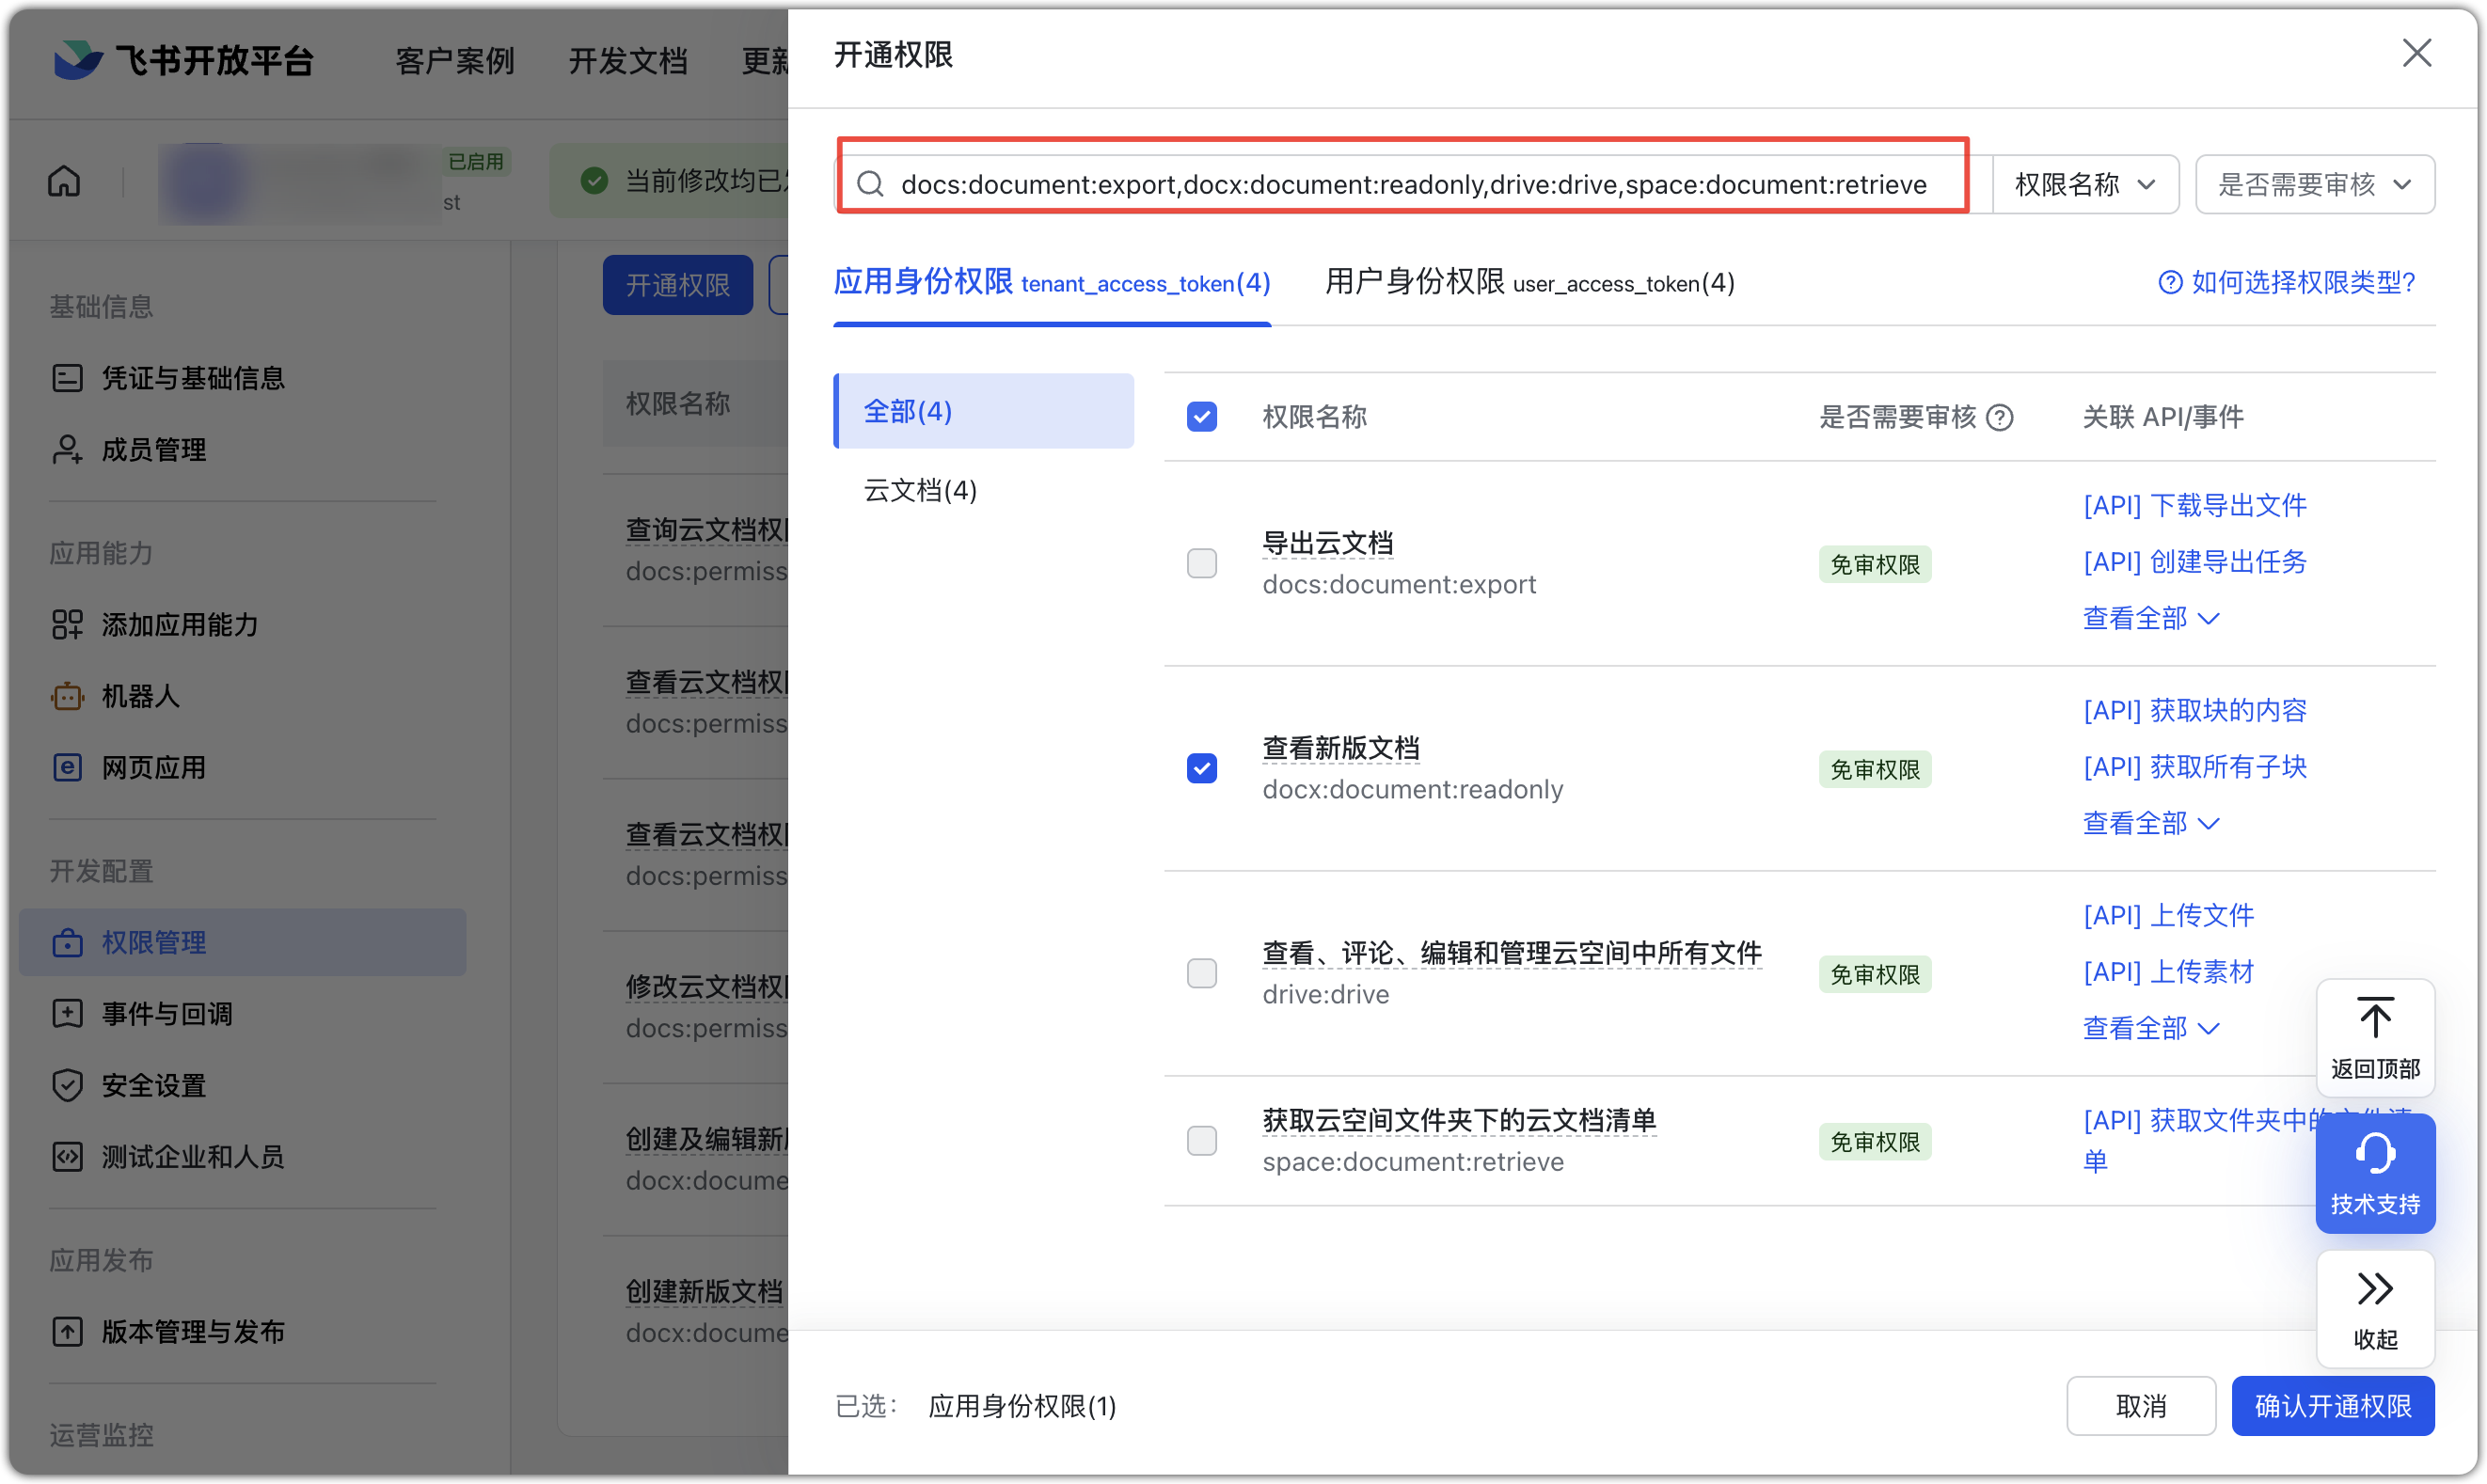 飞书开放平台
客户案例
开发文档
更新
已启用
st
当前修改均已发
基础信息
凭证与基础信息
成员管理
应用能力
添加应用能力
机器人
网页应用
开发配置
权限管理
事件与回调
安全设置
测试企业和人员
应用发布
版本管理与发布
运营监控
开通权限
权限名称
查询云文档权限
docs:permiss
查看云文档权限
docs:permiss
查看云文档权限
docs:permiss
修改云文档权限
docs:permiss
创建及编辑新版
docx:docume
创建新版文档
docx:docume
开通权限
docs:document:export,docx:document:readonly,drive:drive,space:document:retrieve
权限名称
是否需要审核
应用身份权限 tenant_access_token(4)
用户身份权限 user_access_token(4)
如何选择权限类型?
全部(4)
云文档(4)
权限名称
是否需要审核
关联 API/事件
导出云文档
docs:document:export
免审权限
[API] 下载导出文件
[API] 创建导出任务
查看全部
查看新版文档
docx:document:readonly
免审权限
[API] 获取块的内容
[API] 获取所有子块
查看全部
查看、评论、编辑和管理云空间中所有文件
drive:drive
免审权限
[API] 上传文件
[API] 上传素材
查看全部
获取云空间文件夹下的云文档清单
space:document:retrieve
免审权限
[API] 获取文件夹中的文件清
单
返回顶部
技术支持
收起
已选:
应用身份权限(1)
取消
确认开通权限